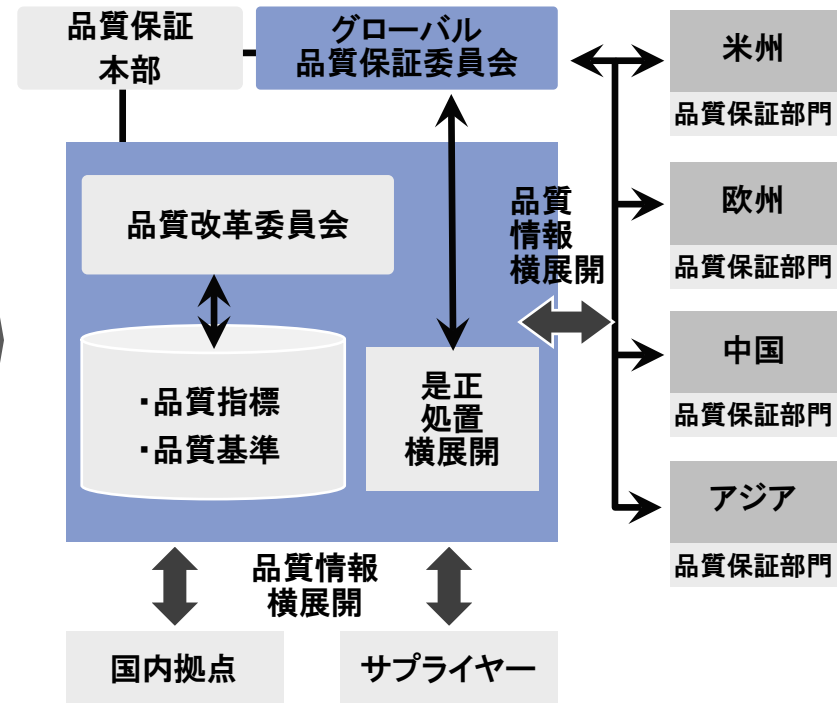 品質保証
本部
グローバル
品質保証委員会
米州
品質保証部門
品質改革委員会
品質
情報
横展開
欧州
品質保証部門
・品質指標
・品質基準
是正
処置
横展開
中国
品質保証部門
アジア
品質保証部門
品質情報
横展開
国内拠点
サプライヤー